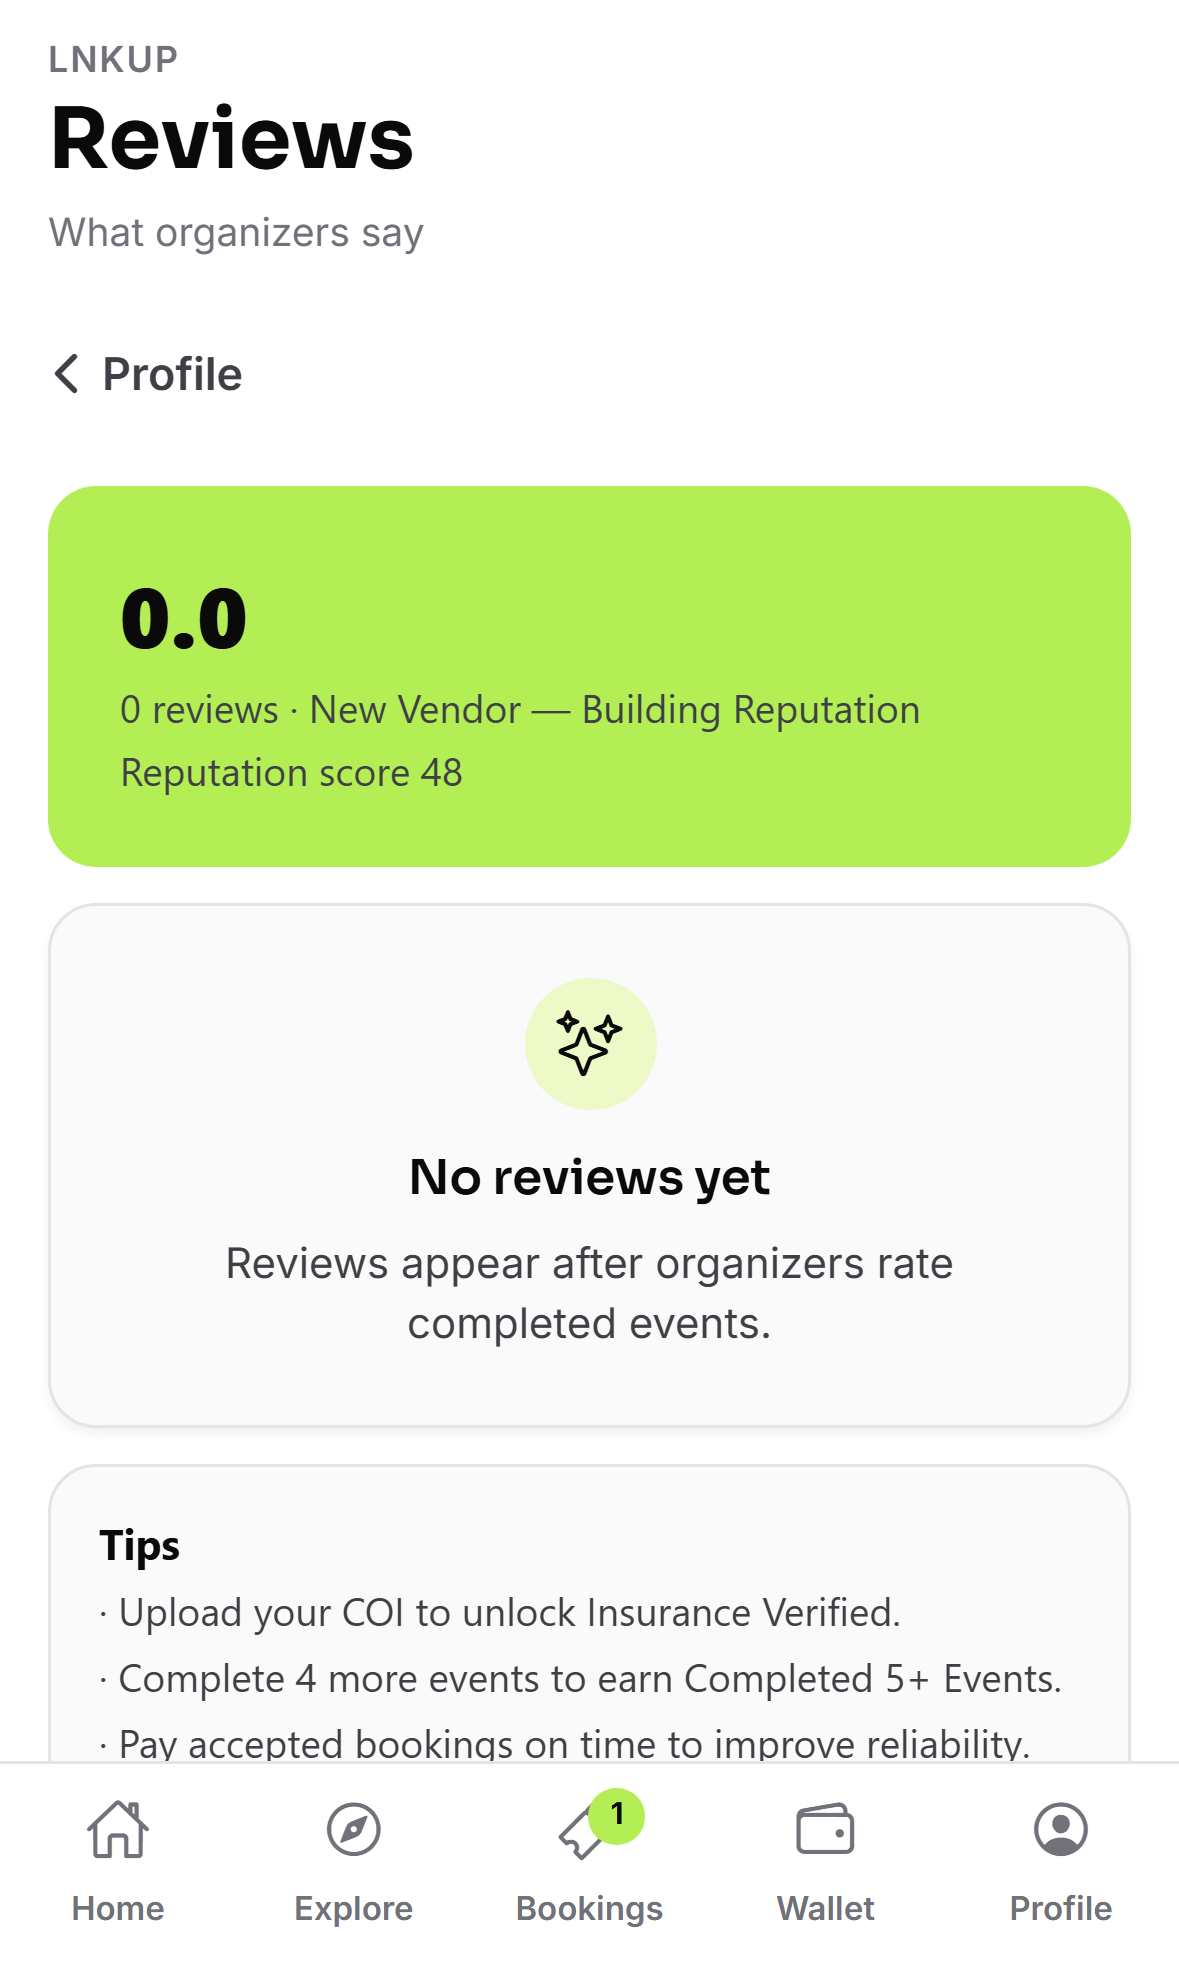 LNKUP
Reviews
What organizers say
Profile
0.0
0 reviews · New Vendor — Building Reputation
Reputation score 48
No reviews yet
Reviews appear after organizers rate
completed events.
Tips
· Upload your COI to unlock Insurance Verified.
· Complete 4 more events to earn Completed 5+ Events.
· Pay accepted bookings on time to improve reliability.
1
Home
Explore
Bookings
Wallet
Profile